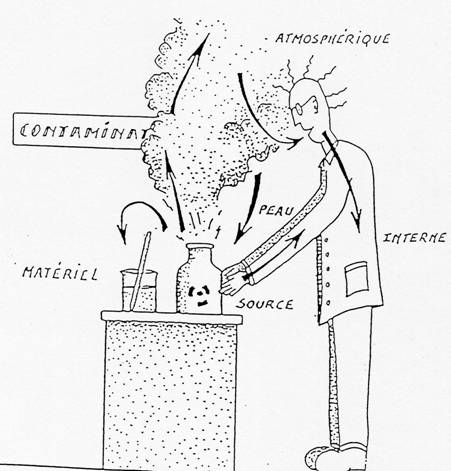 ATMOSPHÉRIQUE
CONTAMINAT
PEAU
INTERNE
MATÉRIEL
SOURCE